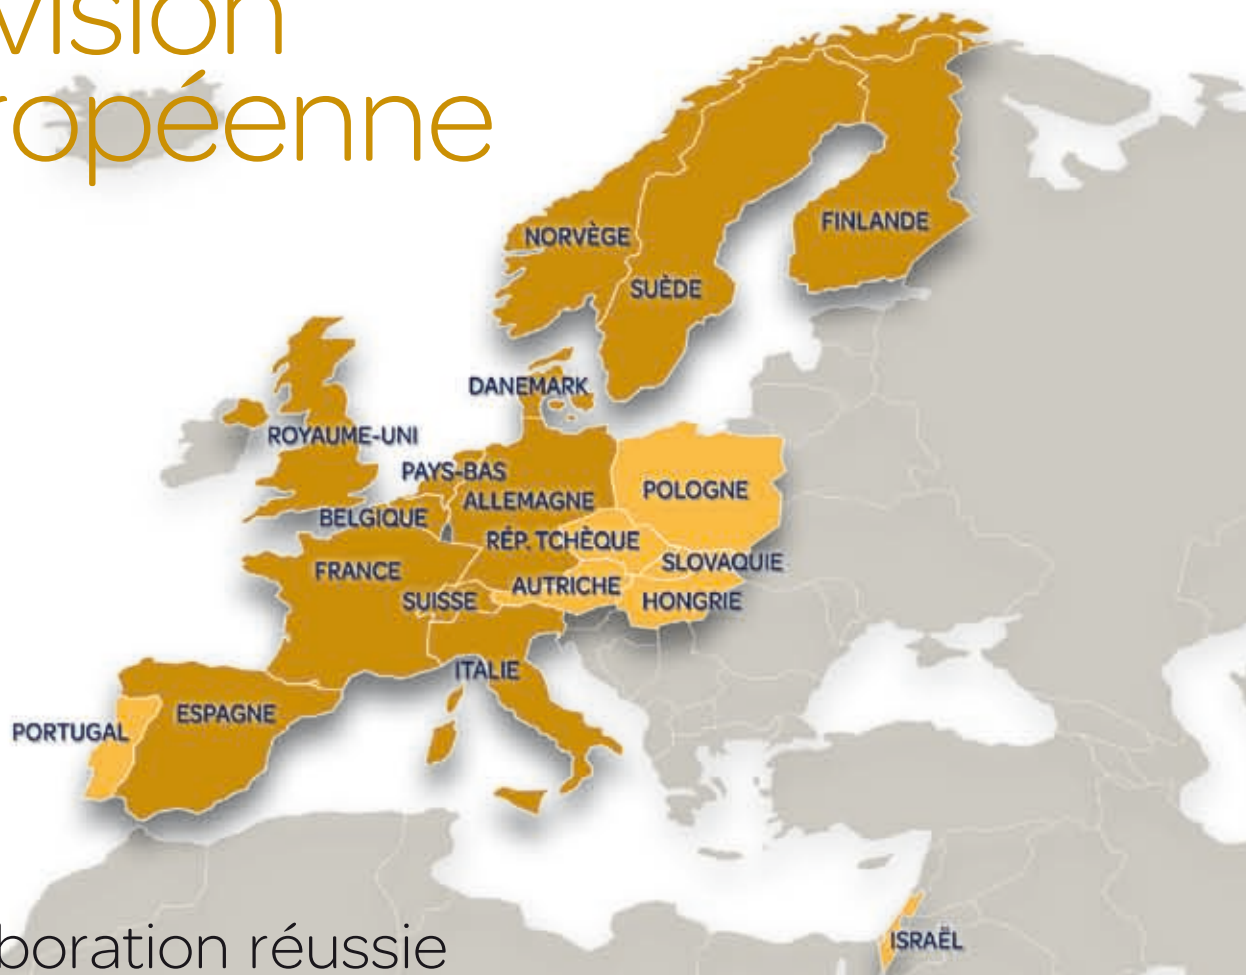 vision
ropéenne
NORVÈGE
FINLANDE
SUÈDE
DANEMARK
ROYAUME-UNI
PAYS-BAS
ALLEMAGNE
POLOGNE
BELGIQUE
RÉP. TCHÈQUE
SLOVAQUIE
FRANCE
AUTRICHE
SUISSE
HONGRIE
ITALIE
ESPAGNE
PORTUGAL
boration réussie
ISRAËL